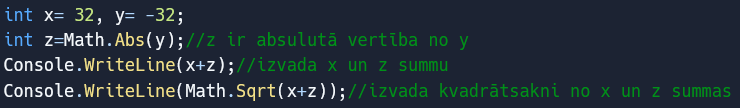 int x= 32, y= -32;
int z=Math.Abs(y);//z ir absulutā vertība no y
Console.WriteLine(x+z);//izvada x un z summu
Console.WriteLine(Math.Sqrt(x+z));//izvada kvadrātsakni no x un z summas